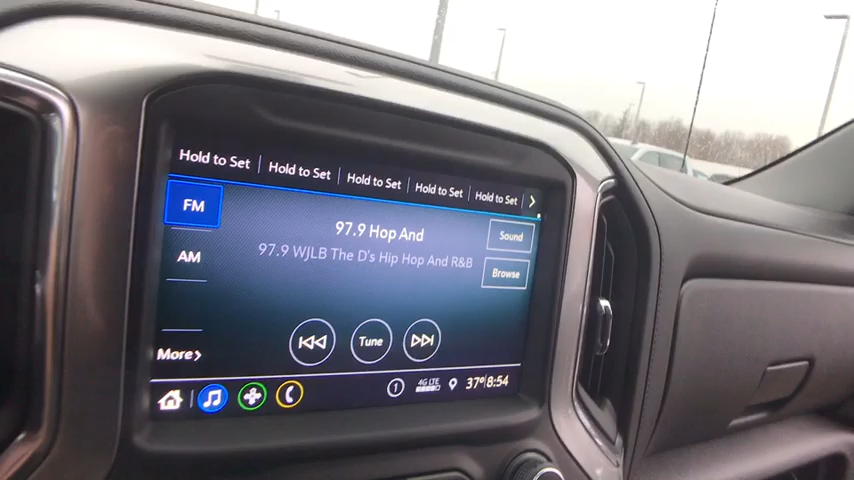 Hold to Set Hold to Set Hold to Set Hold to Set Hold to Set
FM
97.9 Hop And
Sound
AM
97.9 WJLB The D's Hip Hop And R&B
Browse
Tune
More
1 4G LTE 37° 8:54